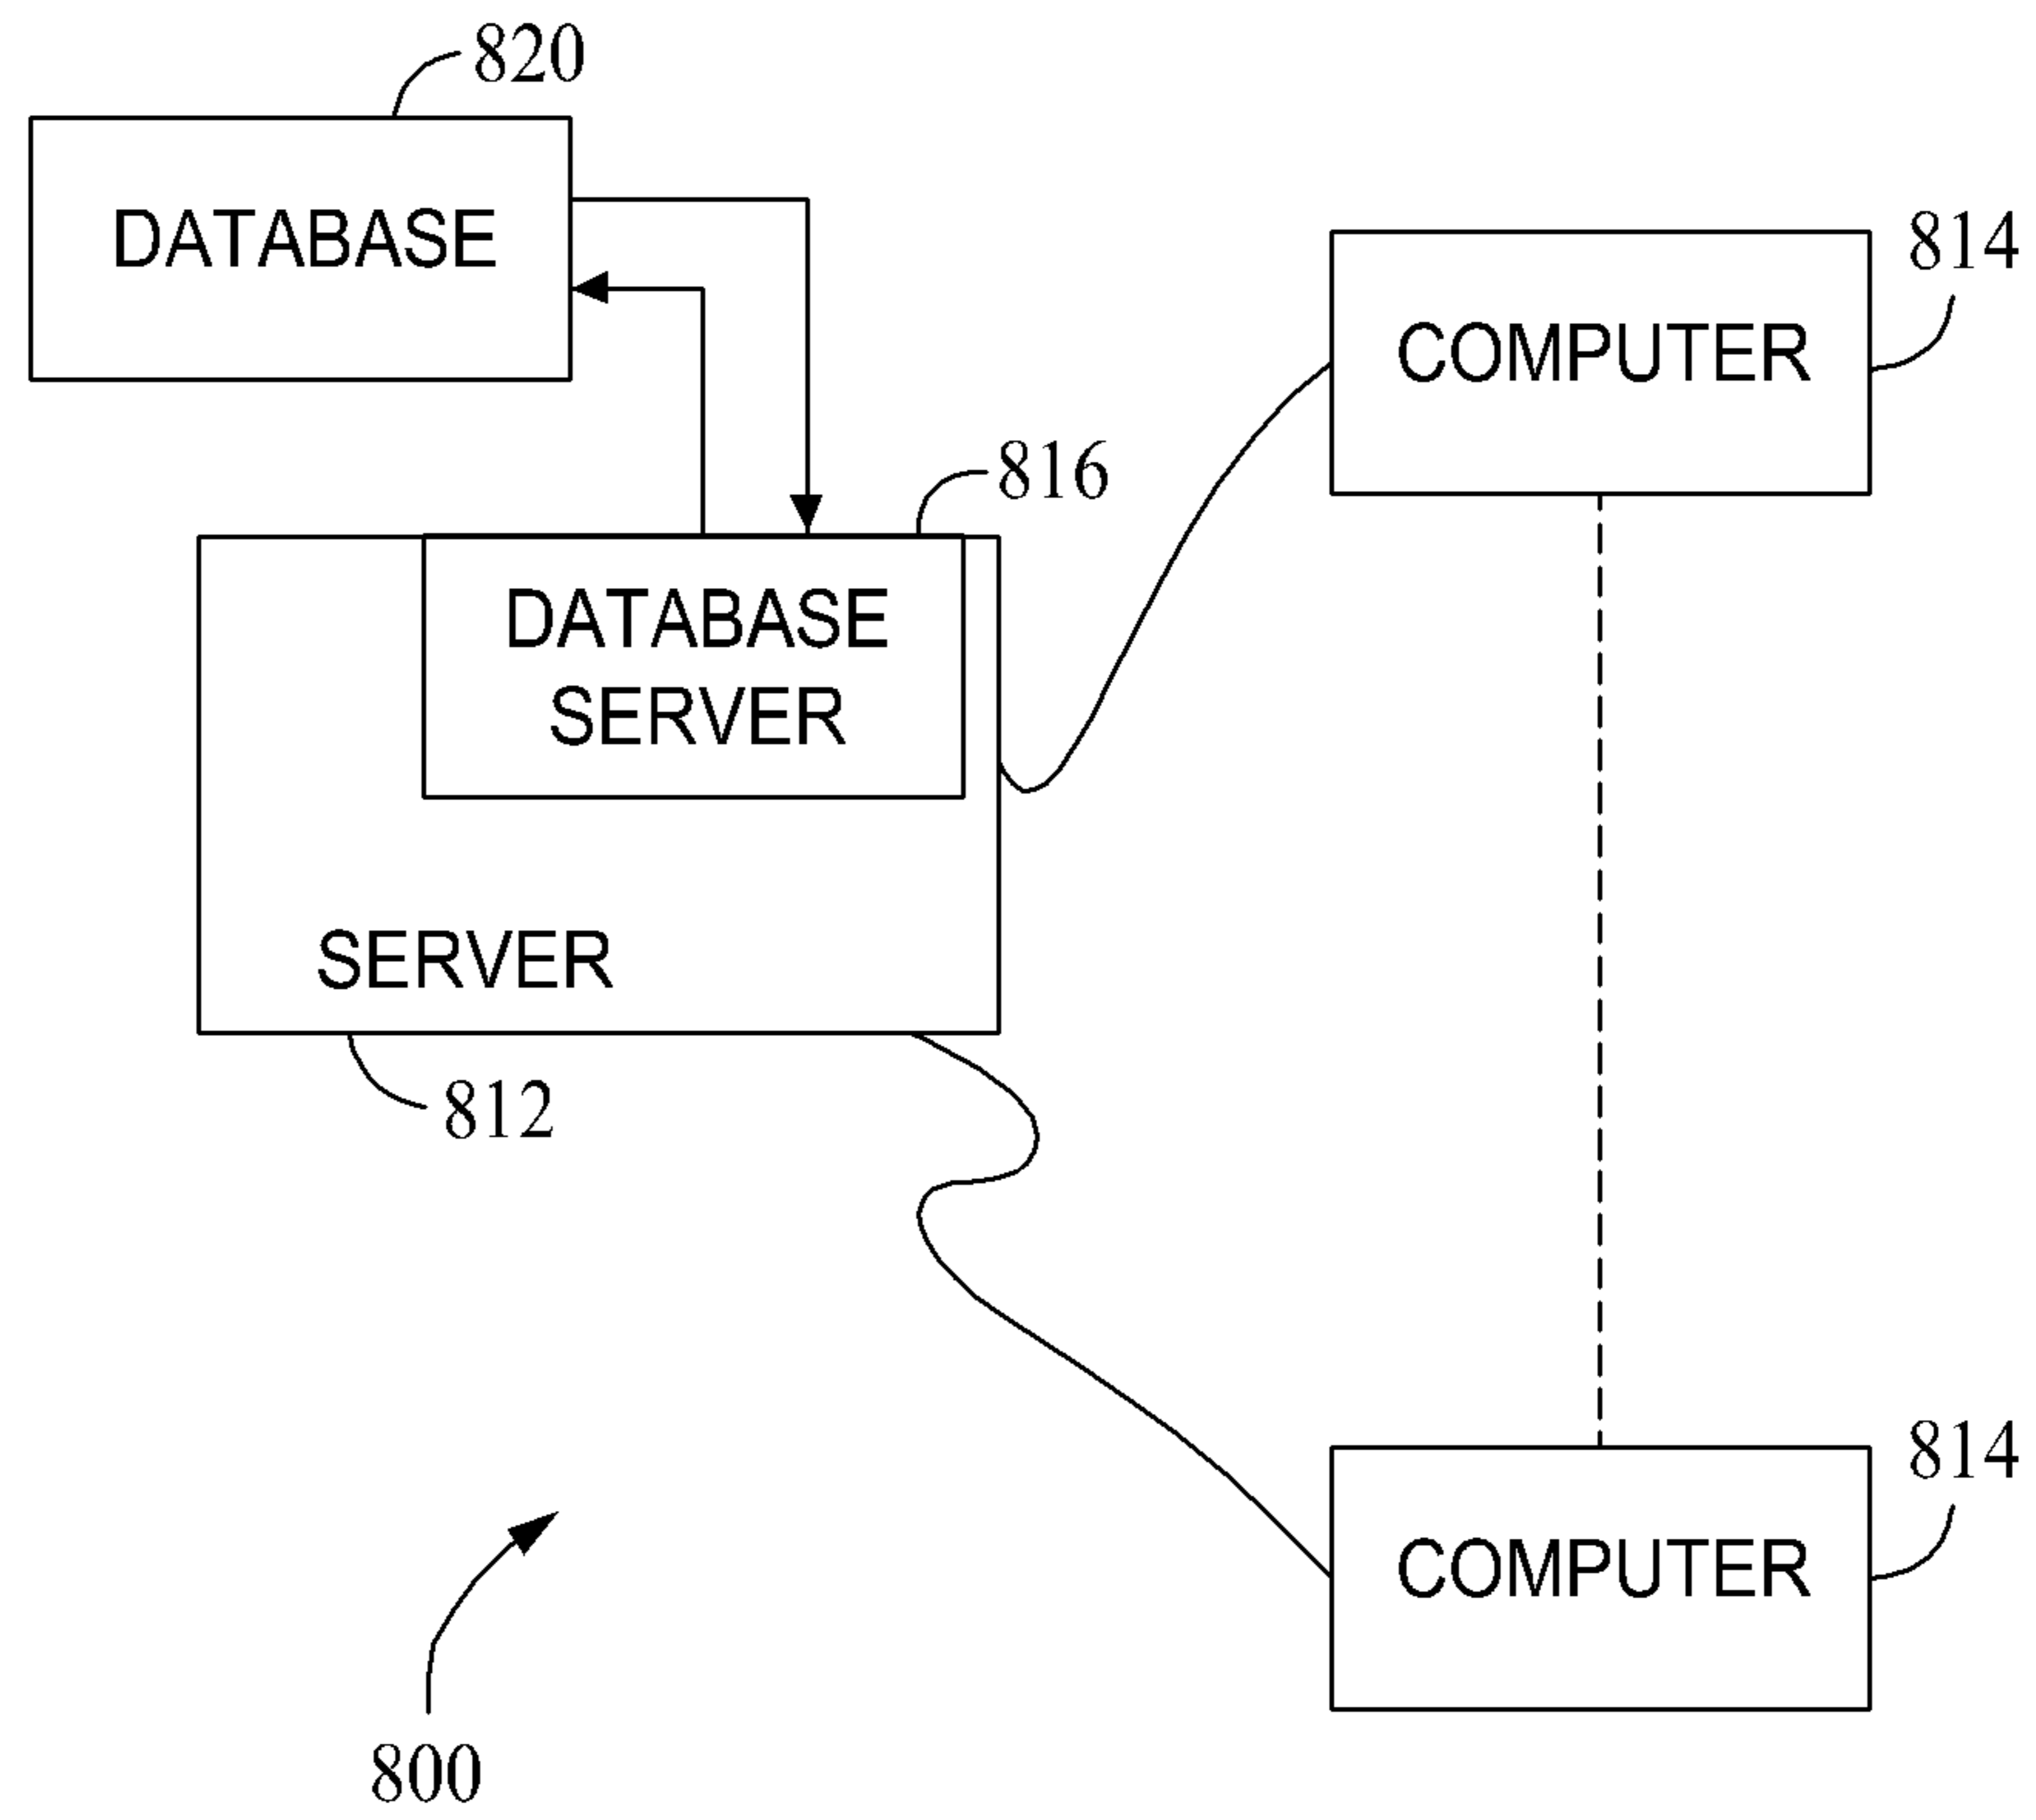 820
DATABASE
814
COMPUTER
816
DATABASE
SERVER
SERVER
812
814
COMPUTER
800